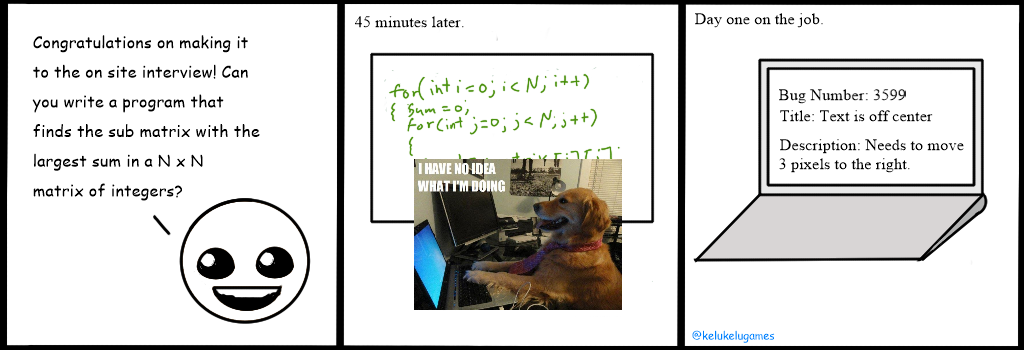 Congratulations on making it
to the on site interview! Can
you write a program that
finds the sub matrix with the
largest sum in a N x N
matrix of integers?
45 minutes later.
for(int i=0; i<N; i++)
{ sum=0;
for(int j=0; j<N; j++)
{
I HAVE NO IDEA
WHAT I'M DOING
Day one on the job.
Bug Number: 3599
Title: Text is off center
Description: Needs to move
3 pixels to the right.
@kelukelugames